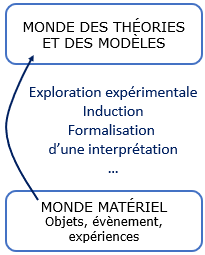 MONDE DES THÉORIES
ET DES MODÈLES
Exploration expérimentale
Induction
Formalisation
d’une interprétation
...
MONDE MATÉRIEL
Objets, évènement,
expériences